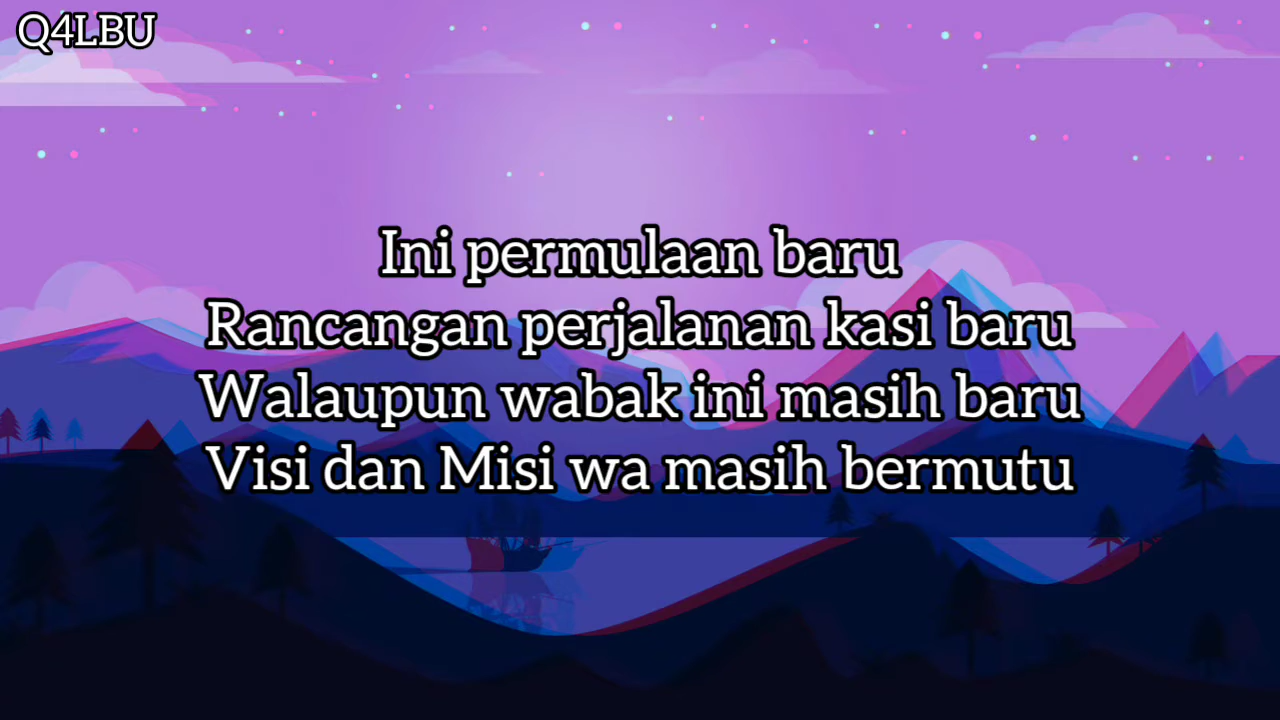 Q4LBU
Ini permulaan baru
Rancangan perjalanan kasi baru
Walaupun wabak ini masih baru
Visi dan Misi wa masih bermutu